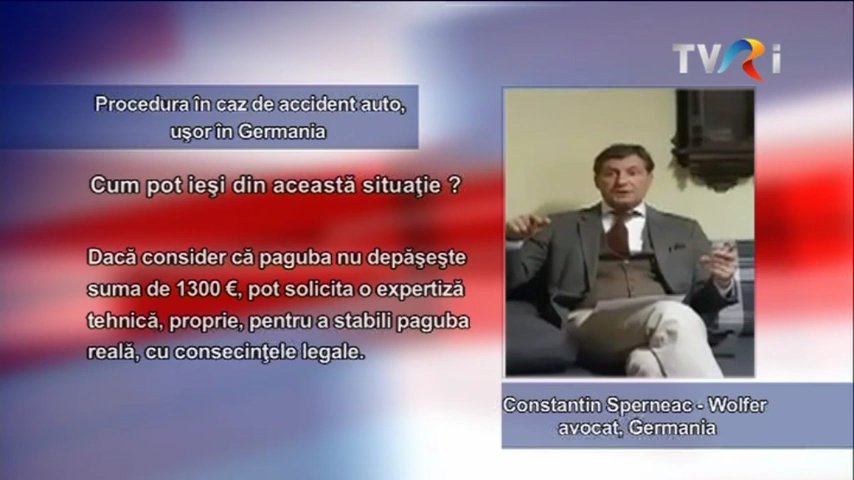 TVRi
Procedura în caz de accident auto,
uşor în Germania
Cum pot ieşi din această situaţie ?
Dacă consider că paguba nu depăşeşte
suma de 1300 €, pot solicita o expertiză
tehnică, proprie, pentru a stabili paguba
reală, cu consecinţele legale.
Constantin Sperneac - Wolfer
avocat, Germania